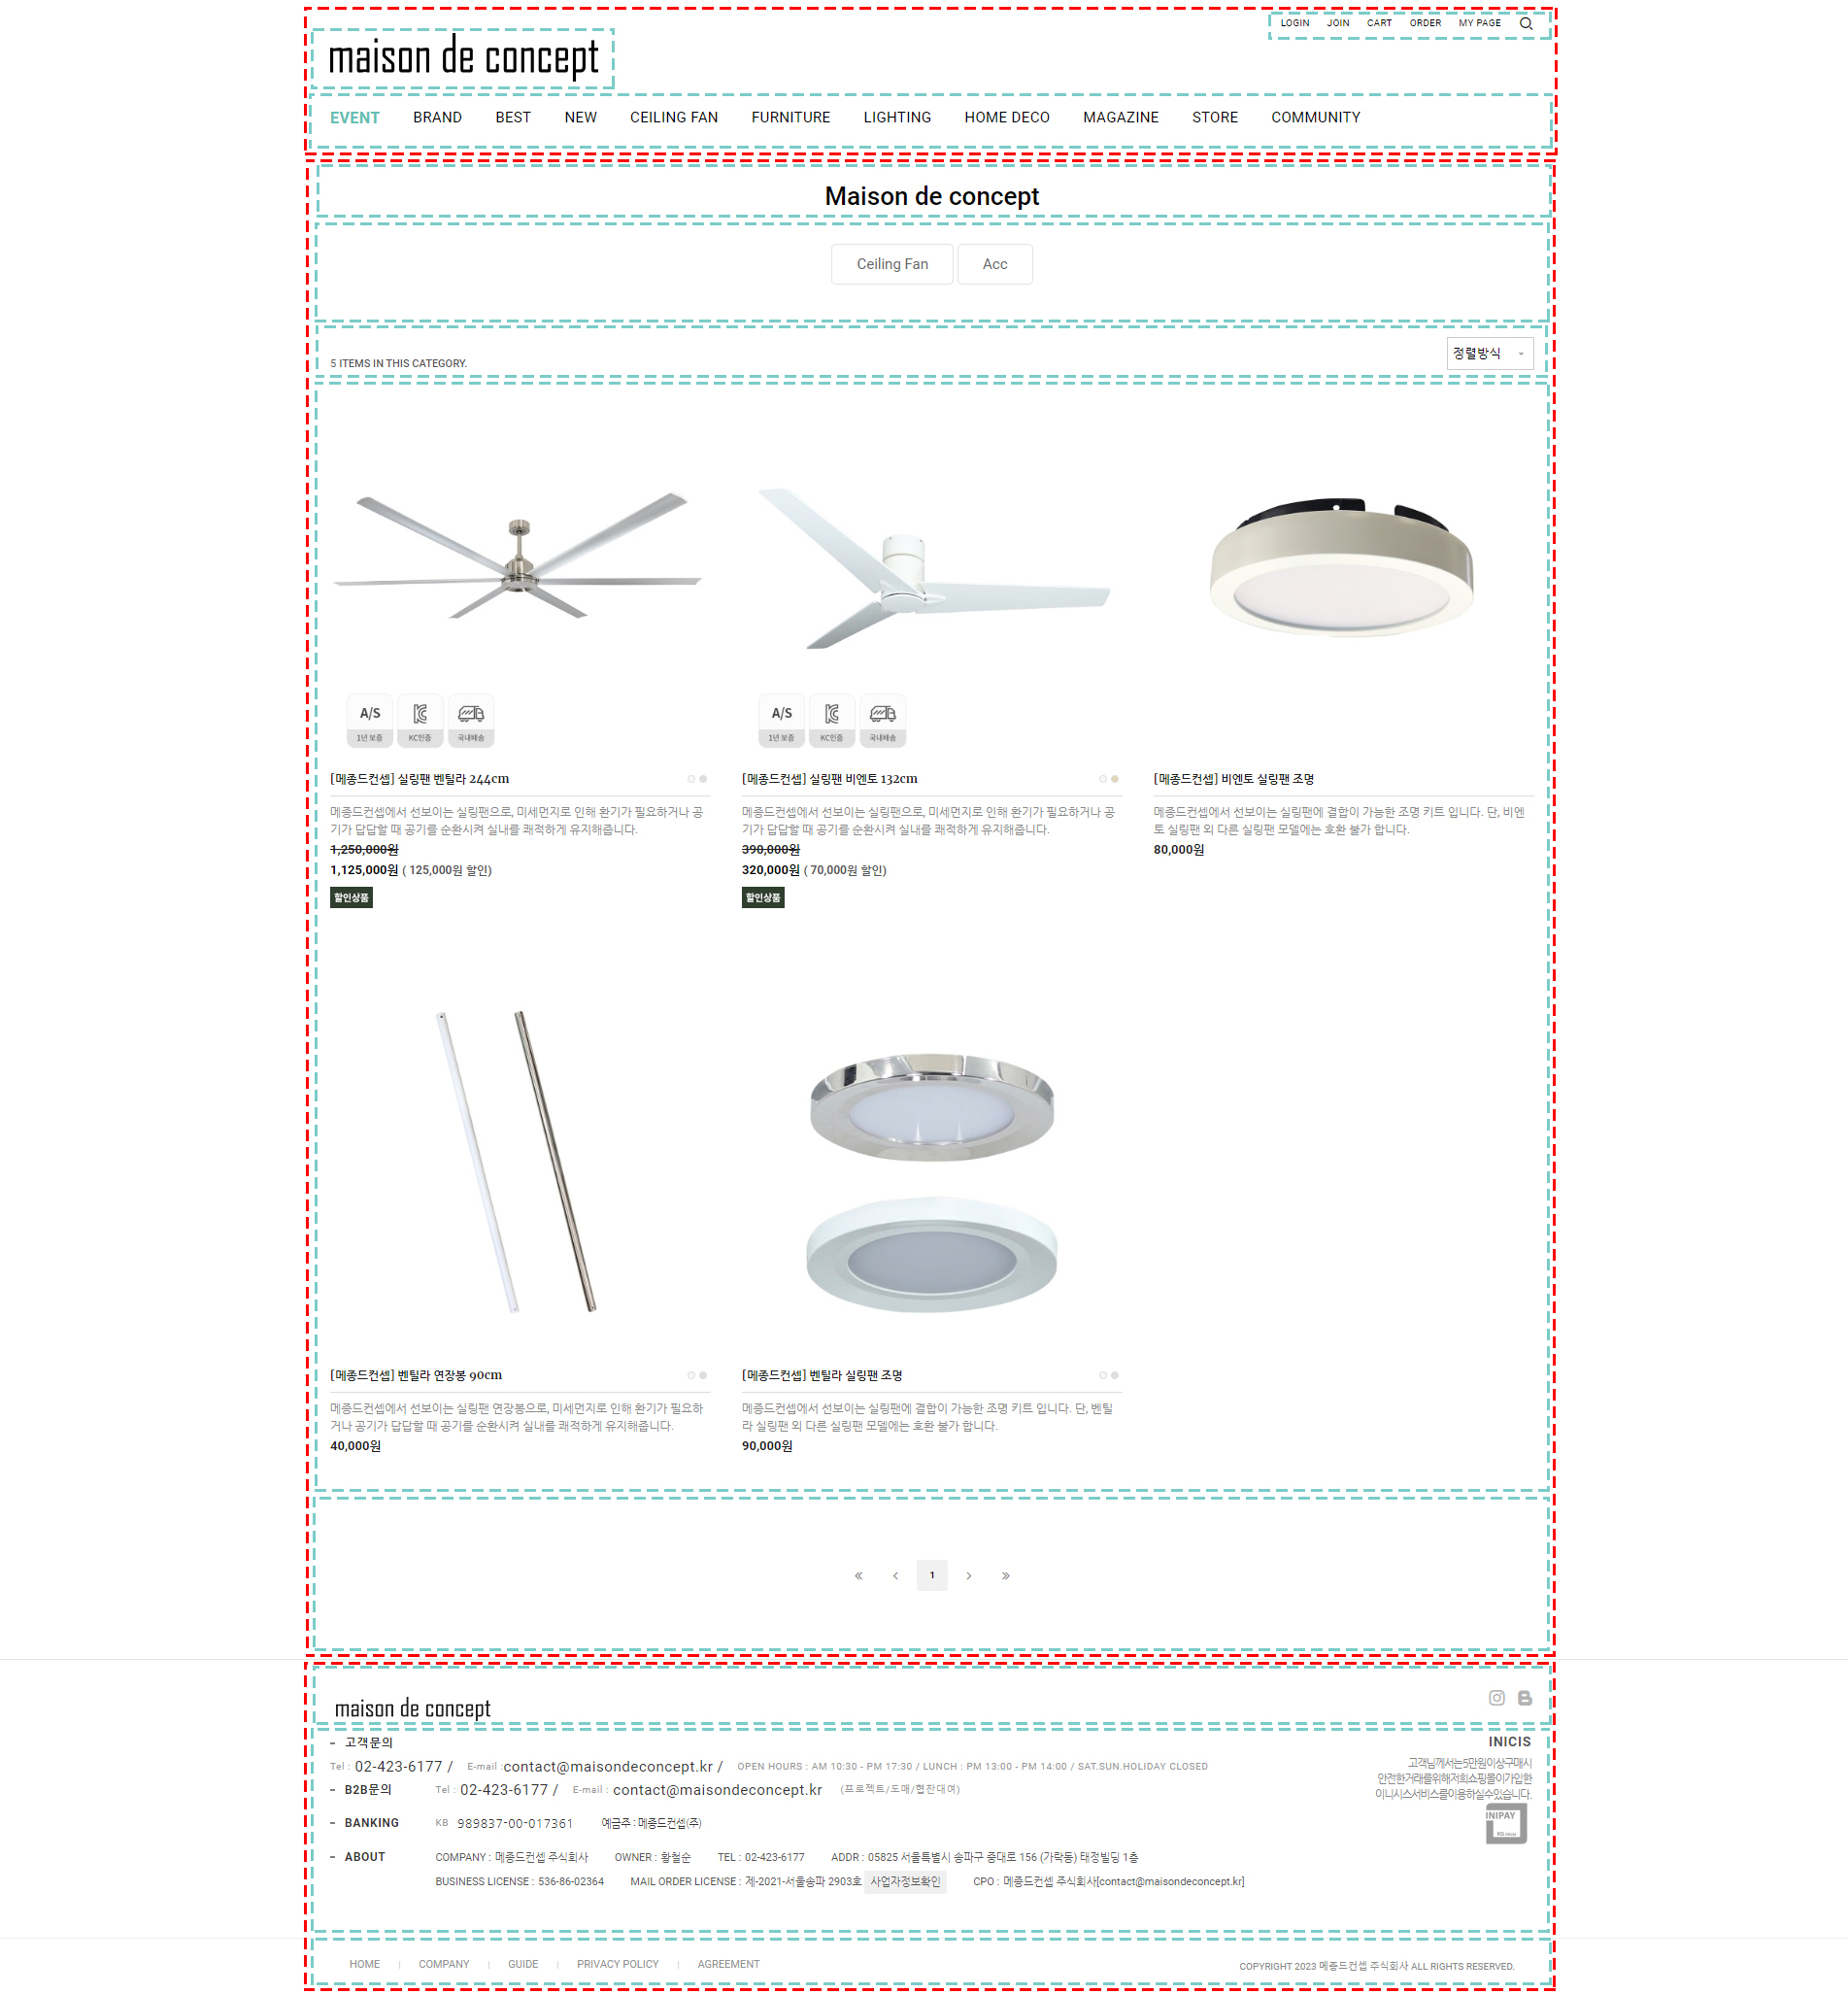 LOGIN JOIN CART ORDER MY PAGE
maison de concept
EVENT BRAND BEST NEW CEILING FAN FURNITURE LIGHTING HOME DECO MAGAZINE STORE COMMUNITY
Maison de concept
Ceiling Fan Acc
5 ITEMS IN THIS CATEGORY.
정렬방식
A/S
1년 보증 KC인증 국내배송
A/S
1년 보증 KC인증 국내배송
[메종드컨셉] 실링팬 벤틸라 244cm
메종드컨셉에서 선보이는 실링팬으로, 미세먼지로 인해 환기가 필요하거나 공
기가 답답할 때 공기를 순환시켜 실내를 쾌적하게 유지해줍니다.
1,250,000원
1,125,000원 ( 125,000원 할인)
할인상품
[메종드컨셉] 실링팬 비엔토 132cm
메종드컨셉에서 선보이는 실링팬으로, 미세먼지로 인해 환기가 필요하거나 공
기가 답답할 때 공기를 순환시켜 실내를 쾌적하게 유지해줍니다.
390,000원
320,000원 ( 70,000원 할인)
할인상품
[메종드컨셉] 비엔토 실링팬 조명
메종드컨셉에서 선보이는 실링팬에 결합이 가능한 조명 키트 입니다. 단, 비엔
토 실링팬 외 다른 실링팬 모델에는 호환 불가 합니다.
80,000원
[메종드컨셉] 벤틸라 연장봉 90cm
메종드컨셉에서 선보이는 실링팬 연장봉으로, 미세먼지로 인해 환기가 필요하
거나 공기가 답답할 때 공기를 순환시켜 실내를 쾌적하게 유지해줍니다.
40,000원
[메종드컨셉] 벤틸라 실링팬 조명
메종드컨셉에서 선보이는 실링팬에 결합이 가능한 조명 키트 입니다. 단, 벤틸
라 실링팬 외 다른 실링팬 모델에는 호환 불가 합니다.
90,000원
1
maison de concept
- 고객문의
Tel : 02-423-6177 / E-mail :contact@maisondeconcept.kr / OPEN HOURS : AM 10:30 - PM 17:30 / LUNCH : PM 13:00 - PM 14:00 / SAT.SUN.HOLIDAY CLOSED
- B2B문의 Tel : 02-423-6177 / E-mail : contact@maisondeconcept.kr (프로젝트/도매/협찬대여)
- BANKING KB 989837-00-017361 예금주 : 메종드컨셉(주)
- ABOUT COMPANY : 메종드컨셉 주식회사 OWNER : 황철순 TEL : 02-423-6177 ADDR : 05825 서울특별시 송파구 중대로 156 (가락동) 태정빌딩 1층
BUSINESS LICENSE : 536-86-02364 MAIL ORDER LICENSE : 제-2021-서울송파 2903호 사업자정보확인 CPO : 메종드컨셉 주식회사[contact@maisondeconcept.kr]
INICIS
고객님께서는5만원이상구매시
안전한거래를위해저희쇼핑몰이가입한
이니시스서비스를이용하실수있습니다.
INIPAY
KG Inicis
HOME | COMPANY | GUIDE | PRIVACY POLICY | AGREEMENT
COPYRIGHT 2023 메종드컨셉 주식회사 ALL RIGHTS RESERVED.